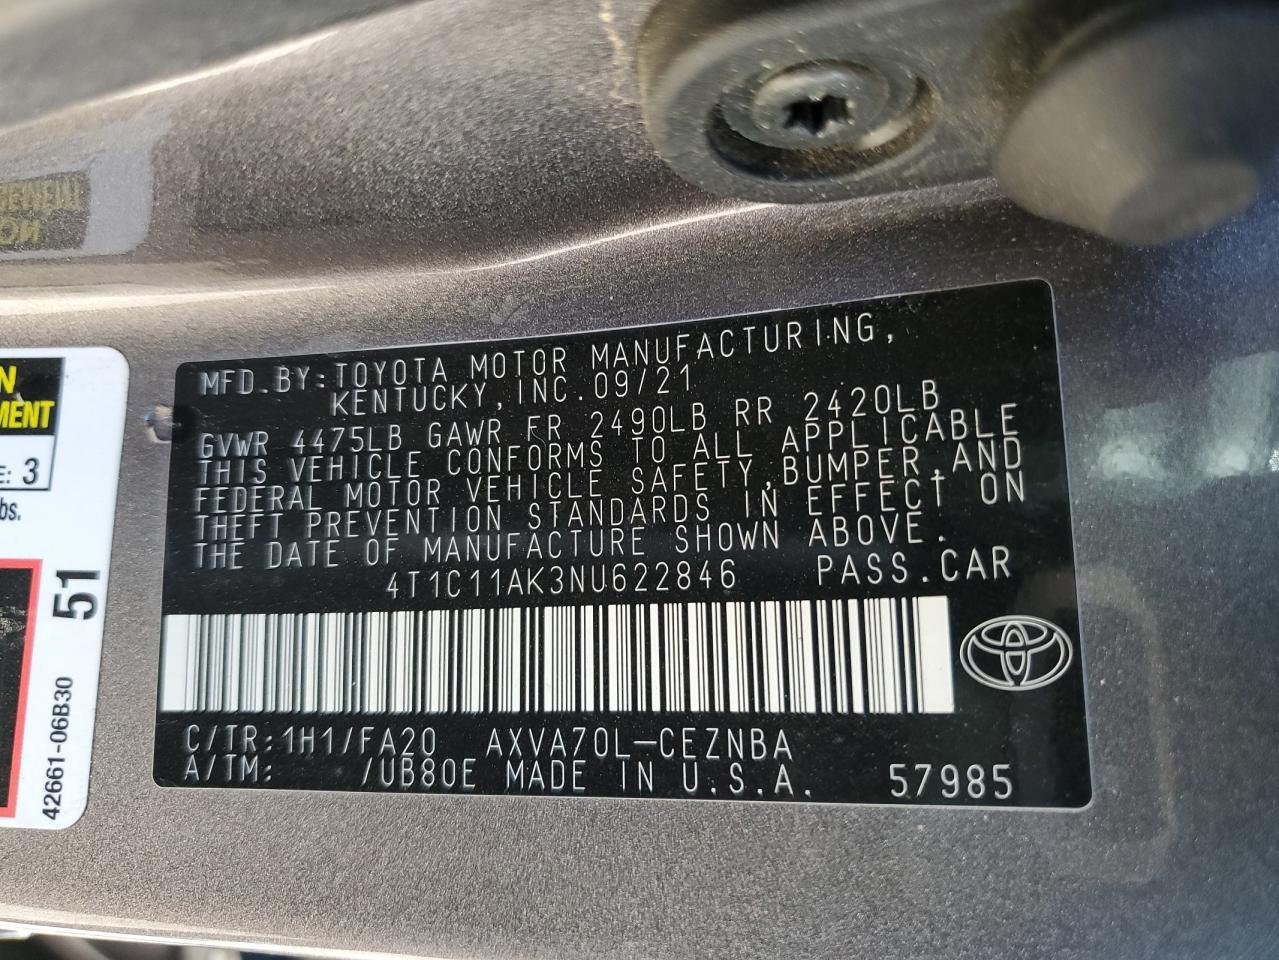 MFD.BY:TOYOTA MOTOR MANUFACTURING,
KENTUCKY,INC.09/21
GVWR 4475LB GAWR FR 2490LB RR 2420LB
THIS VEHICLE CONFORMS TO ALL APPLICABLE
FEDERAL MOTOR VEHICLE SAFETY,BUMPER,AND
THEFT PREVENTION STANDARDS IN EFFECT ON
THE DATE OF MANUFACTURE SHOWN ABOVE.
4T1C11AK3NU622846 PASS.CAR
C/TR:1H1/FA20 AXVA70L-CEZNBA
A/TM: /UB80E MADE IN U.S.A. 57985
N
MENT
E: 3
bs.
51
42661-06B30